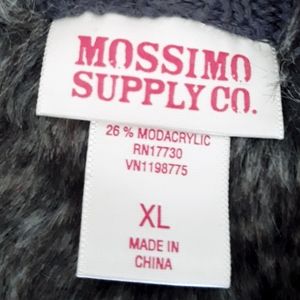 MOSSIMO
SUPPLY CO.
26 % MODACRYLIC
RN17730
VN1198775
XL
MADE IN
CHINA